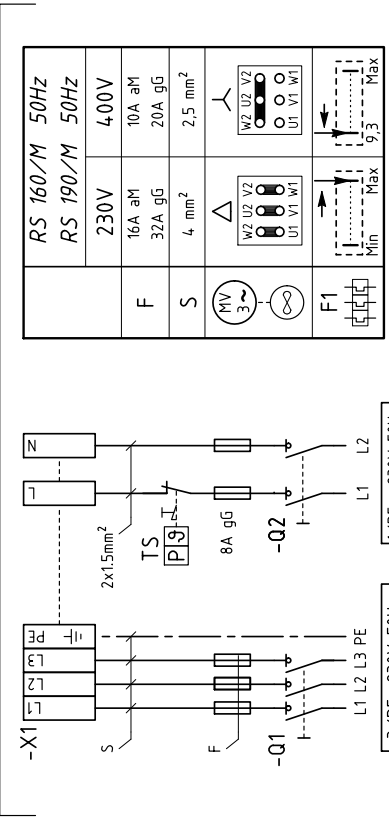 -X1
L1 L2 L3 PE L N
S
2x1.5mm²
TS
P ϑ
F
8A gG
-Q1
-Q2
L1 L2 L3 PE
L1 L2
RS 160/M 50Hz
RS 190/M 50Hz
230V 400V
F
16A aM 10A aM
32A gG 20A gG
S 4 mm² 2,5 mm²
MV
3~
△
W2 U2 V2
U1 V1 W1
W2 U2 V2
U1 V1 W1
F1
Min Max
9,3 Max